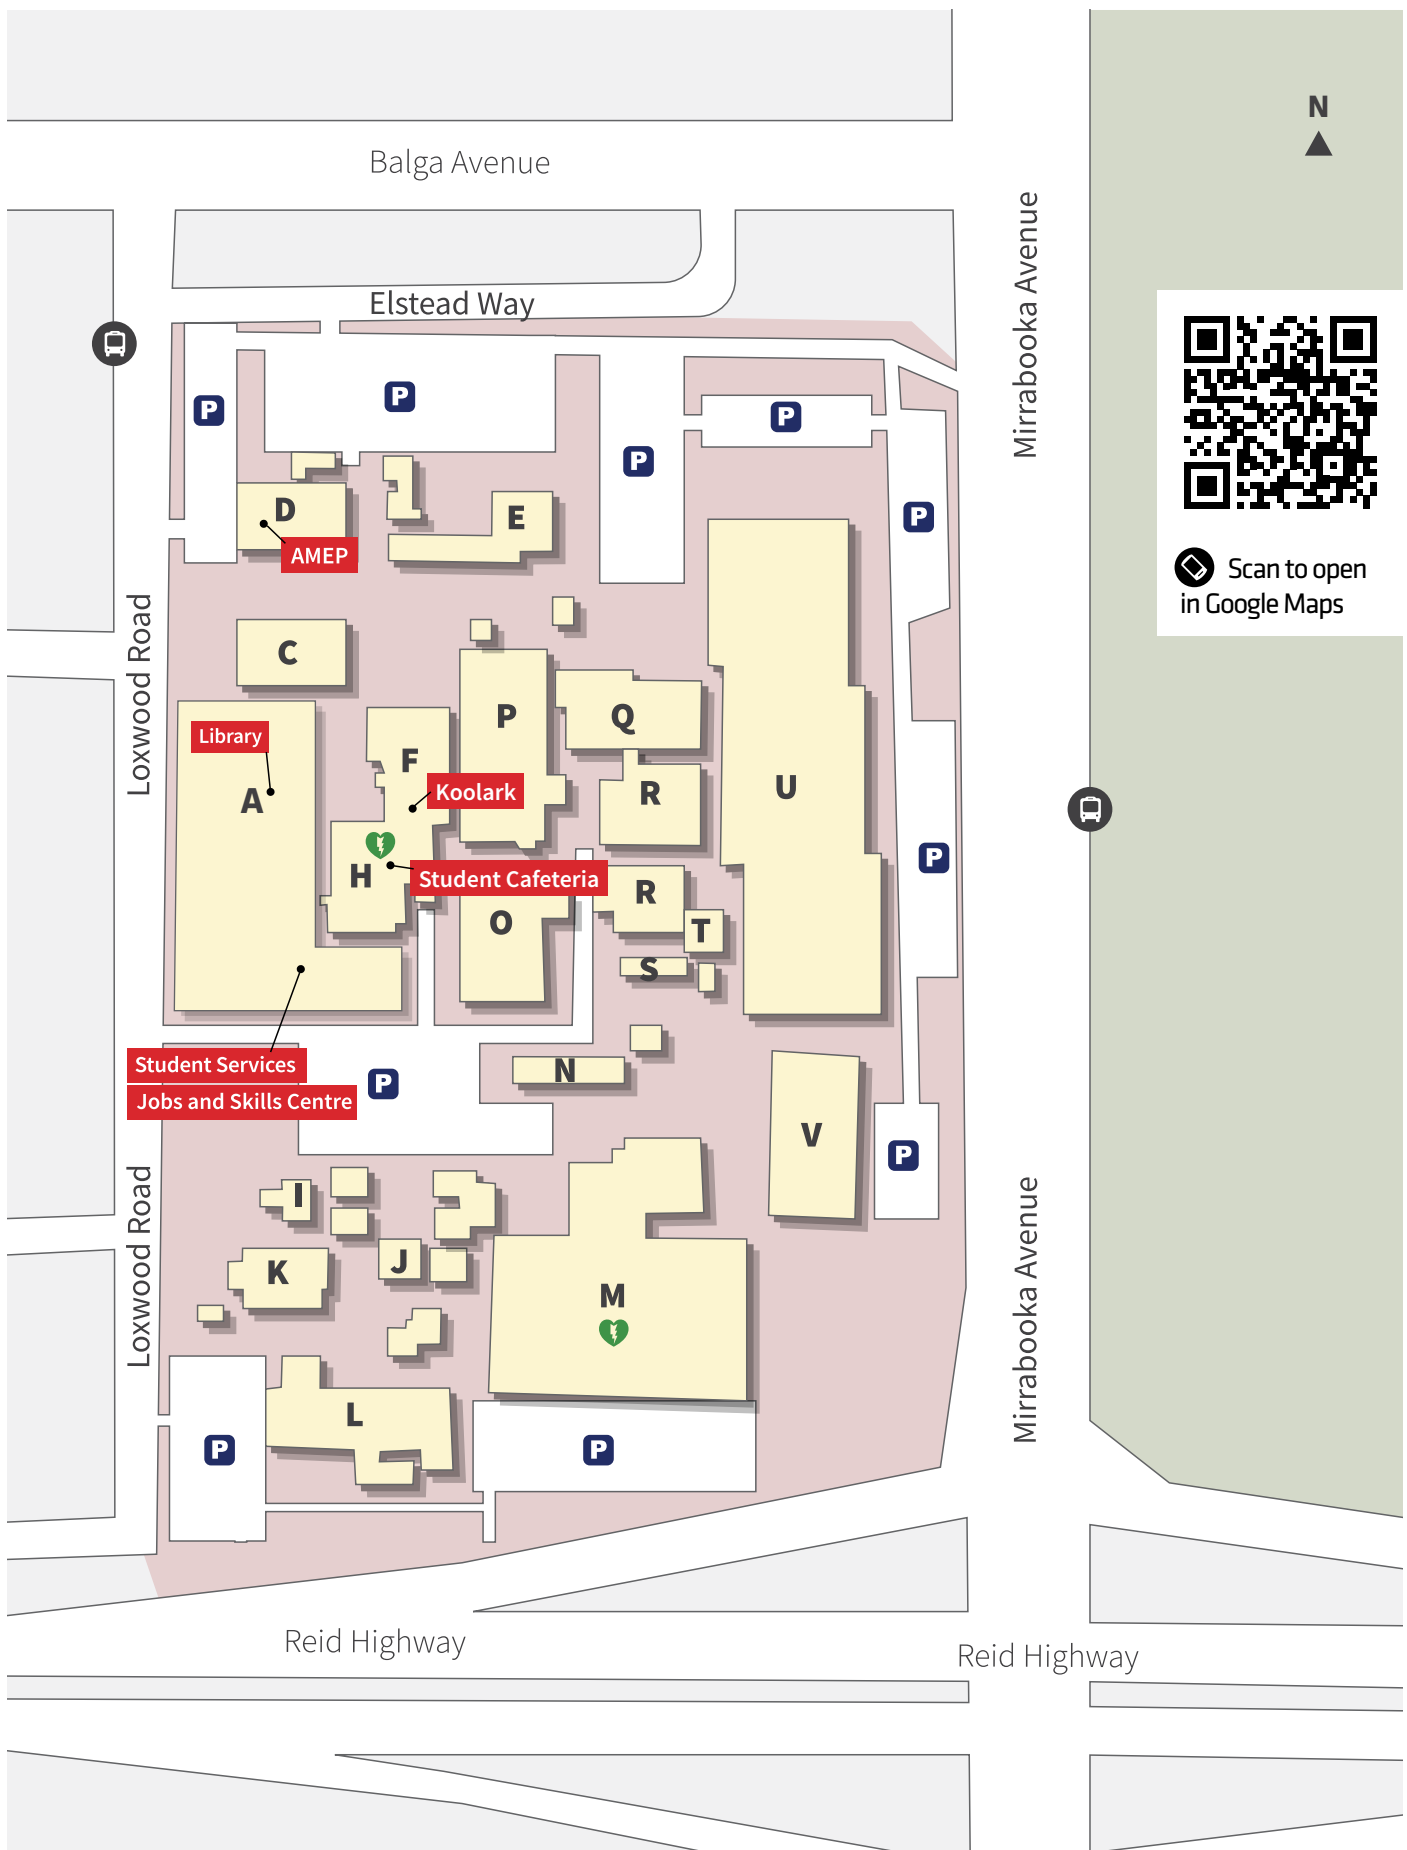 N
Balga Avenue
Mirrabooka Avenue
Elstead Way
P
P
P
P
P
D
E
AMEP
Scan to open
in Google Maps
Loxwood Road
C
P
Q
Library
F
A
Koolark
R
U
H
Student Cafeteria
P
R
O
T
S
Student Services
Jobs and Skills Centre
P
N
V
P
Loxwood Road
Mirrabooka Avenue
I
J
K
M
L
P
P
Reid Highway
Reid Highway